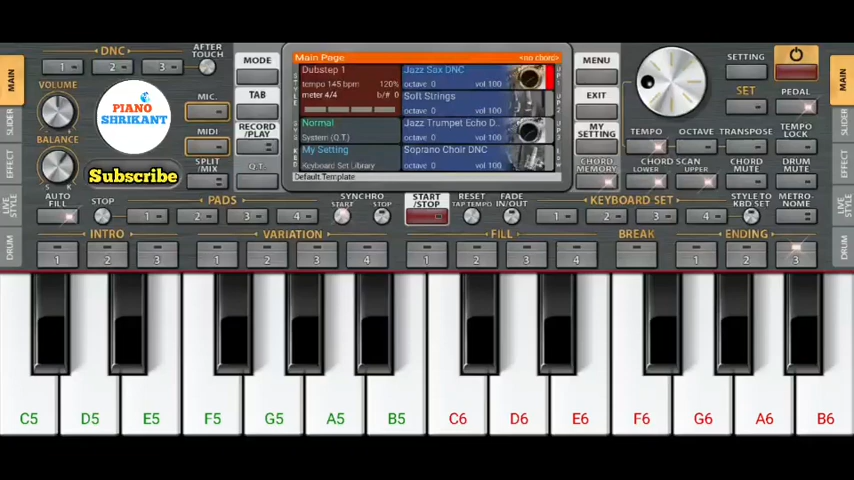 DNC
AFTER
TOUCH
1 2 3
MODE
Main Page <no chord>
MENU
SETTING
MAIN
VOLUME
PIANO
SHRIKANT
MIC.
TAB
Dubstep 1
tempo 145 bpm 120%
meter 4/4 b/# 0
Jazz Sax DNC
octave 0 vol 100
Soft Strings
octave 0 vol 100
Normal
System (Q.T.)
Jazz Trumpet Echo D..
octave 0 vol 100
My Setting
Keyboard Set Library
Soprano Choir DNC
octave 0 vol 100
Default Template
EXIT
SET
PEDAL
MAIN
SLIDER
BALANCE
S K
MIDI
RECORD
/PLAY
MY
SETTING
TEMPO OCTAVE TRANSPOSE TEMPO
LOCK
SLIDER
EFFECT
Subscribe
SPLIT
/MIX
Q.T.
CHORD
MEMORY
CHORD SCAN
LOWER UPPER
CHORD
MUTE
DRUM
MUTE
EFFECT
LIVE
STYLE
AUTO
FILL
STOP
PADS
1 2 3 4
SYNCHRO
START STOP
START
/STOP
RESET
TAP TEMPO
FADE
IN/OUT
KEYBOARD SET
1 2 3 4
STYLE TO
KBD SET
METRO-
NOME
LIVE
STYLE
DRUM
INTRO
1 2 3
VARIATION
1 2 3 4
FILL
1 2 3 4
BREAK
ENDING
1 2 3
DRUM
C5 D5 E5 F5 G5 A5 B5 C6 D6 E6 F6 G6 A6 B6